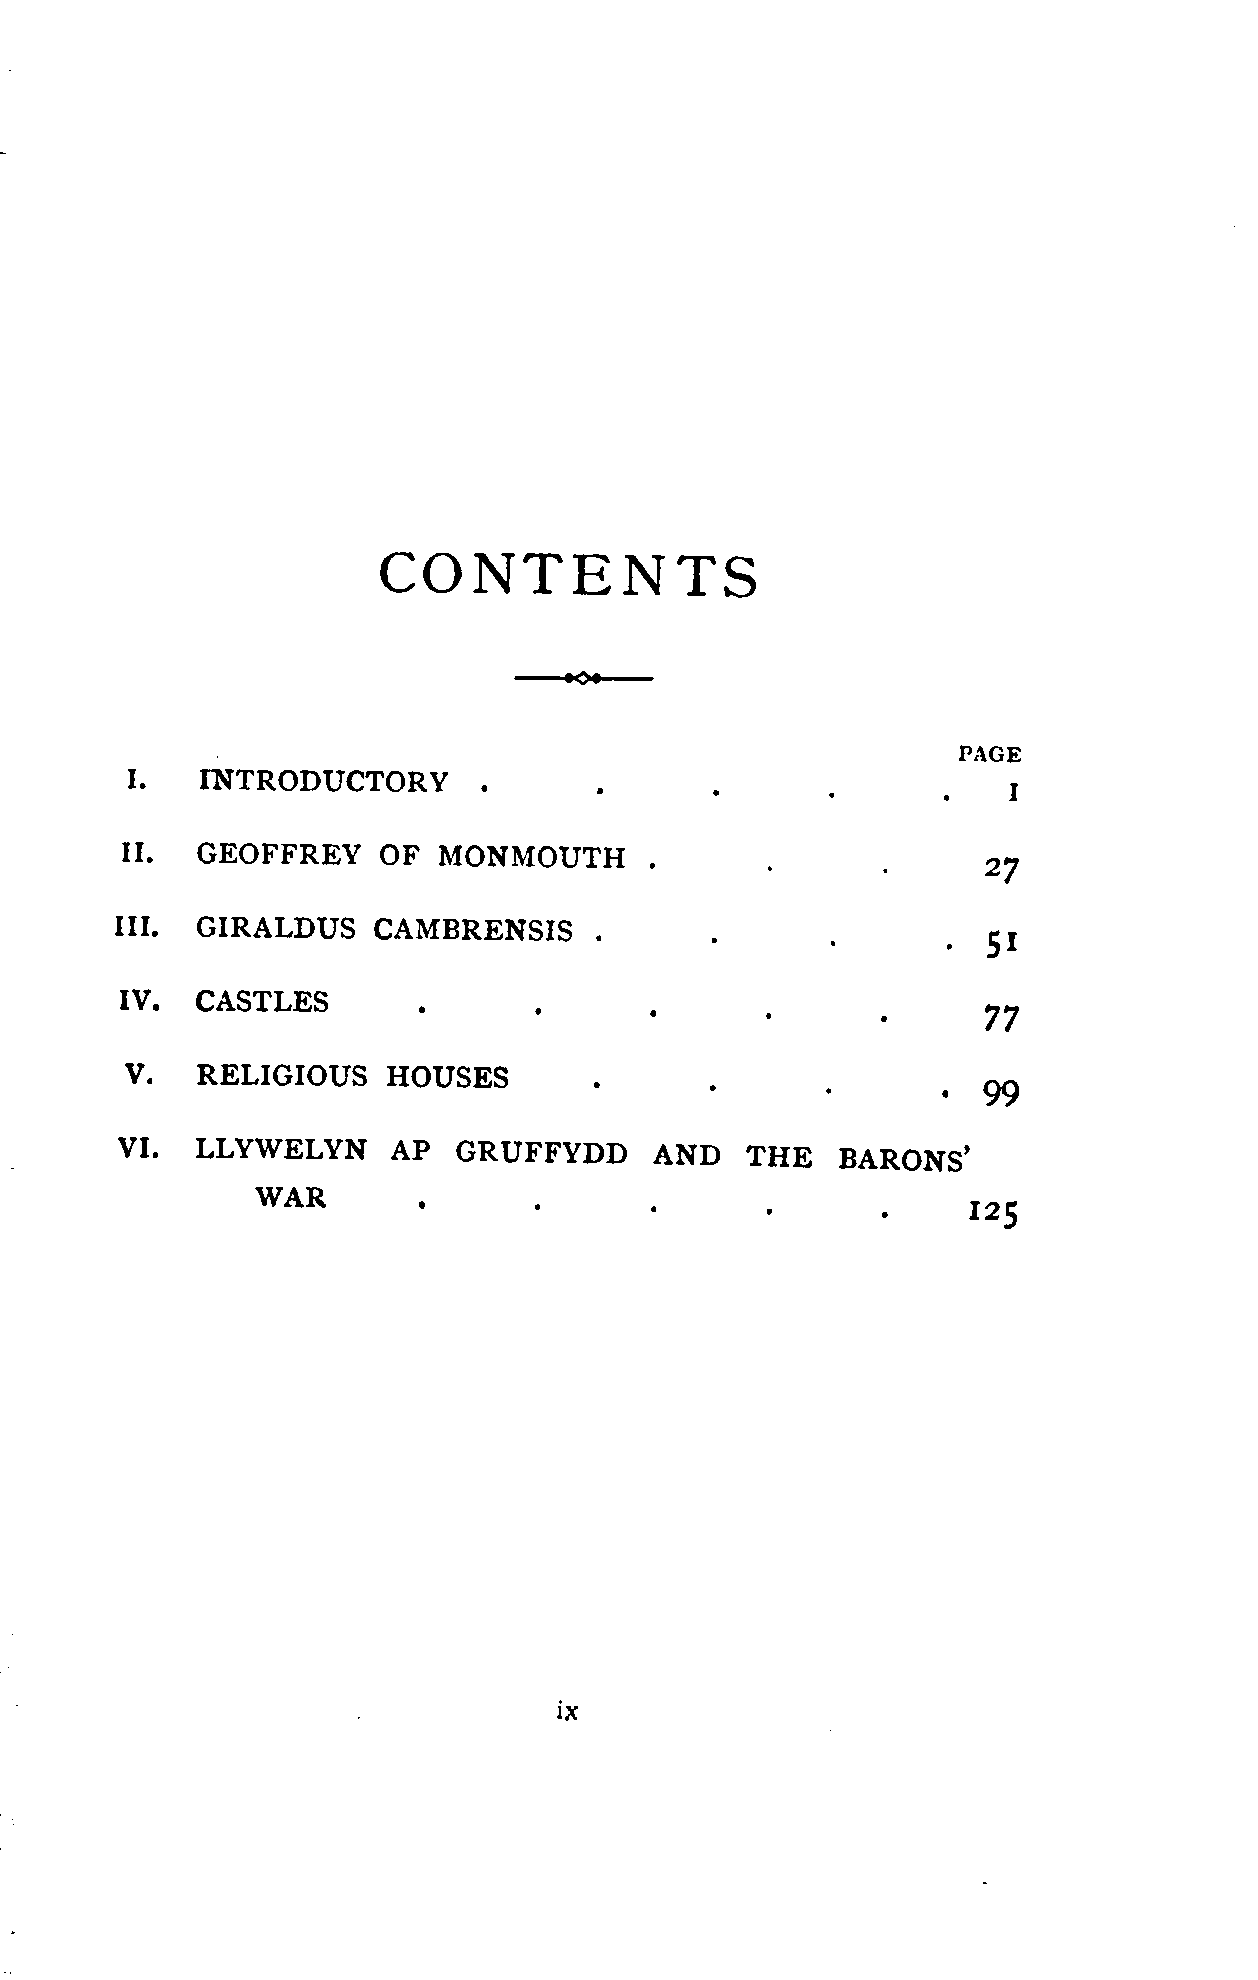 CONTENTS
PAGE
I. INTRODUCTORY . . . . . 1
II. GEOFFREY OF MONMOUTH . . . 27
III. GIRALDUS CAMBRENSIS . . . . 51
IV. CASTLES . . . . . 77
V. RELIGIOUS HOUSES . . . . 99
VI. LLYWELYN AP GRUFFYDD AND THE BARONS'
WAR . . . . . 125
ix